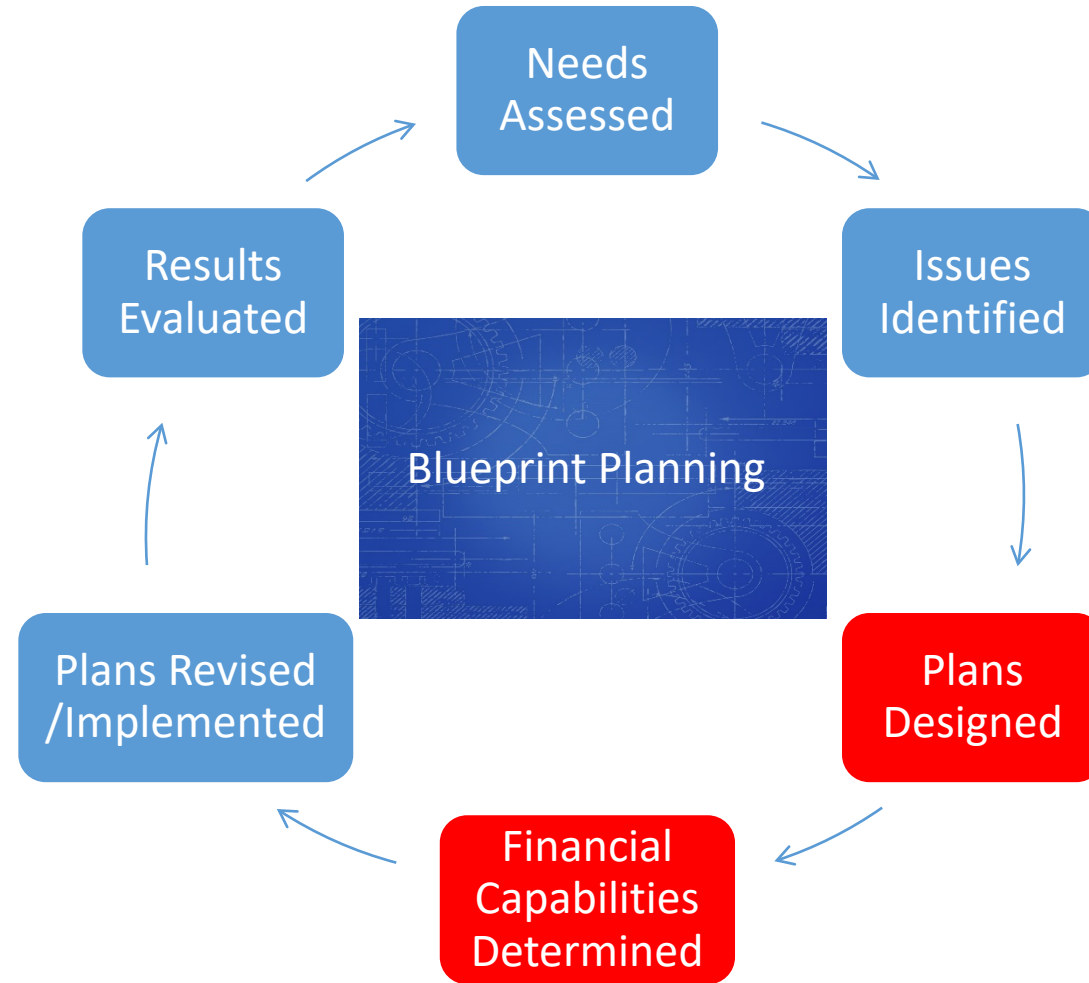 Needs
Assessed
Issues
Identified
Plans
Designed
Financial
Capabilities
Determined
Plans Revised
/Implemented
Results
Evaluated
Blueprint Planning